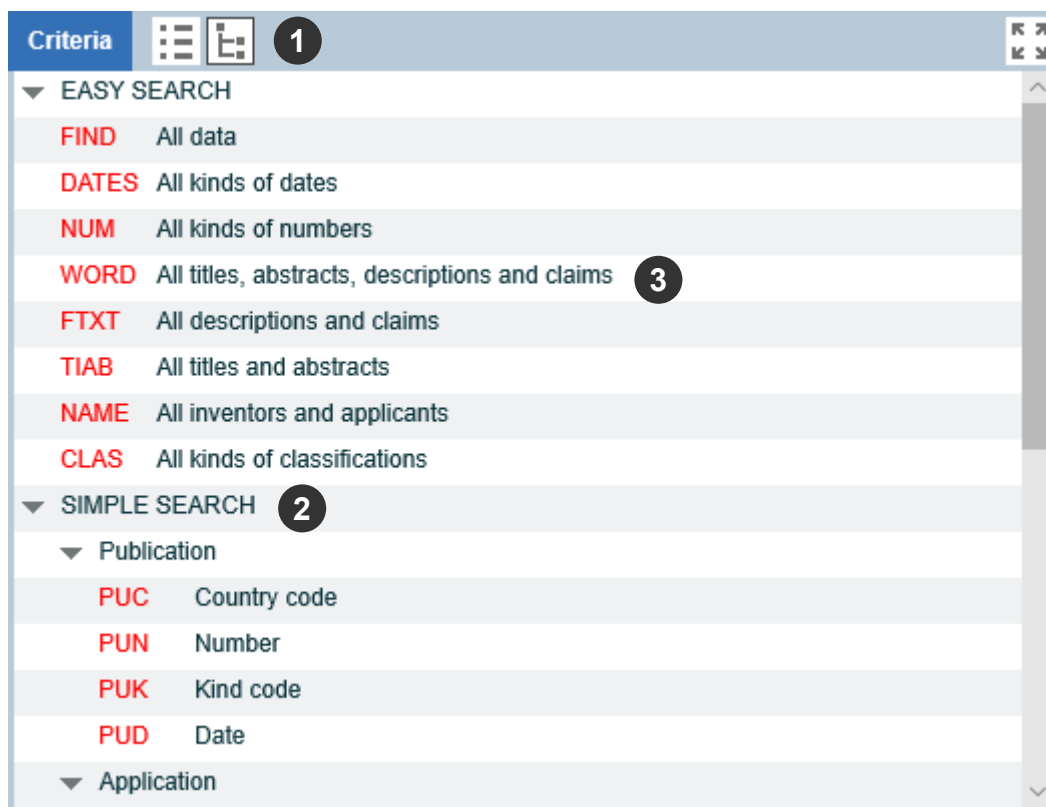 Criteria 1
EASY SEARCH
FIND All data
DATES All kinds of dates
NUM All kinds of numbers
WORD All titles, abstracts, descriptions and claims 3
FTXT All descriptions and claims
TIAB All titles and abstracts
NAME All inventors and applicants
CLAS All kinds of classifications
SIMPLE SEARCH 2
Publication
PUC Country code
PUN Number
PUK Kind code
PUD Date
Application